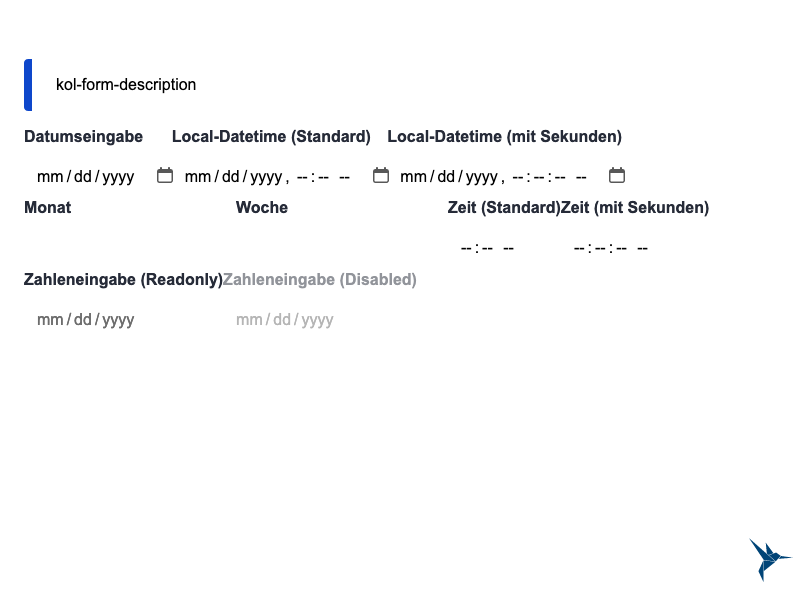 kol-form-description
Datumseingabe Local-Datetime (Standard) Local-Datetime (mit Sekunden)
mm/dd/yyyy mm/dd/yyyy, --:-- -- mm/dd/yyyy, --:--:-- --
Monat Woche Zeit (Standard)Zeit (mit Sekunden)
--:-- -- --:--:-- --
Zahleneingabe (Readonly)Zahleneingabe (Disabled)
mm/dd/yyyy mm/dd/yyyy